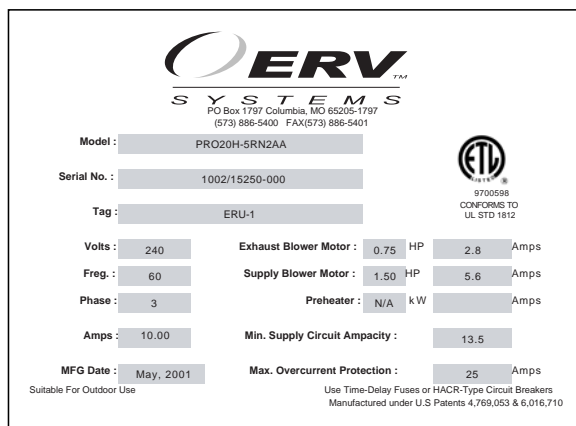 ERV TM
SYSTEMS
PO Box 1797 Columbia, MO 65205-1797
(573) 886-5400 FAX(573) 886-5401
Model : PRO20H-5RN2AA
Serial No. : 1002/15250-000
Tag : ERU-1
ETL
LISTED
®
9700598
CONFORMS TO
UL STD 1812
Volts : 240 Exhaust Blower Motor : 0.75 HP 2.8 Amps
Freg. : 60 Supply Blower Motor : 1.50 HP 5.6 Amps
Phase : 3 Preheater : N/A kW Amps
Amps : 10.00 Min. Supply Circuit Ampacity : 13.5
MFG Date : May, 2001 Max. Overcurrent Protection : 25 Amps
Suitable For Outdoor Use Use Time-Delay Fuses or HACR-Type Circuit Breakers
Manufactured under U.S Patents 4,769,053 & 6,016,710